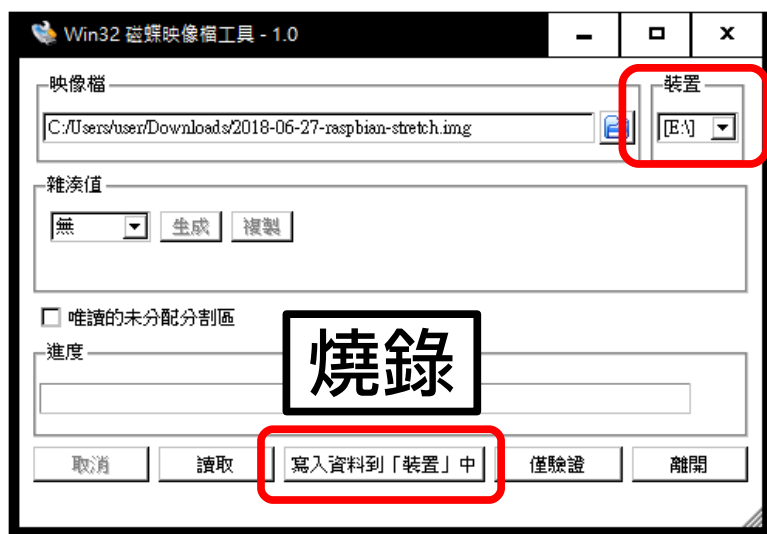 Win32 磁蝶映像檔工具 - 1.0
映像檔
裝置
C:/Users/user/Downloads/2018-06-27-raspbian-stretch.img
[E:\]
雜湊值
無
生成
複製
唯讀的未分配分割區
燒錄
進度
取消
讀取
寫入資料到「裝置」中
僅驗證
離開